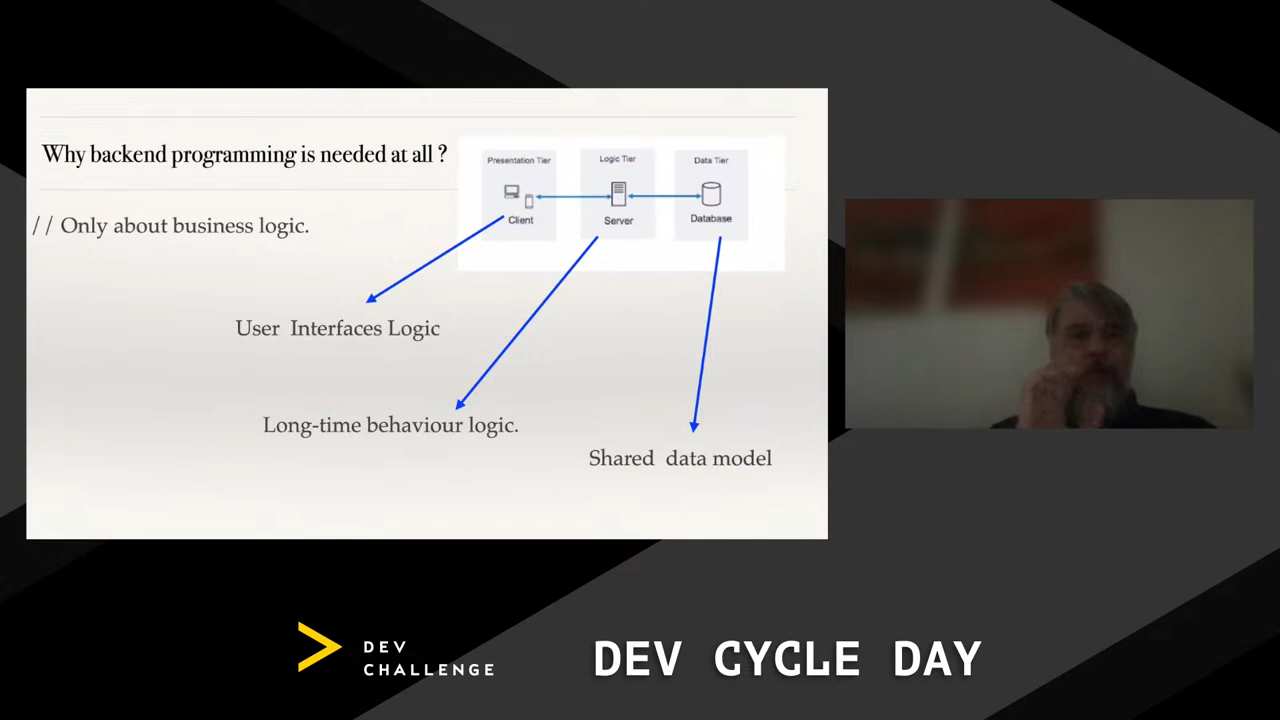 Why backend programming is needed at all ?
// Only about business logic.
Presentation Tier
Logic Tier
Data Tier
Client
Server
Database
User Interfaces Logic
Long-time behaviour logic.
Shared data model
DEV
CHALLENGE
DEV CYCLE DAY